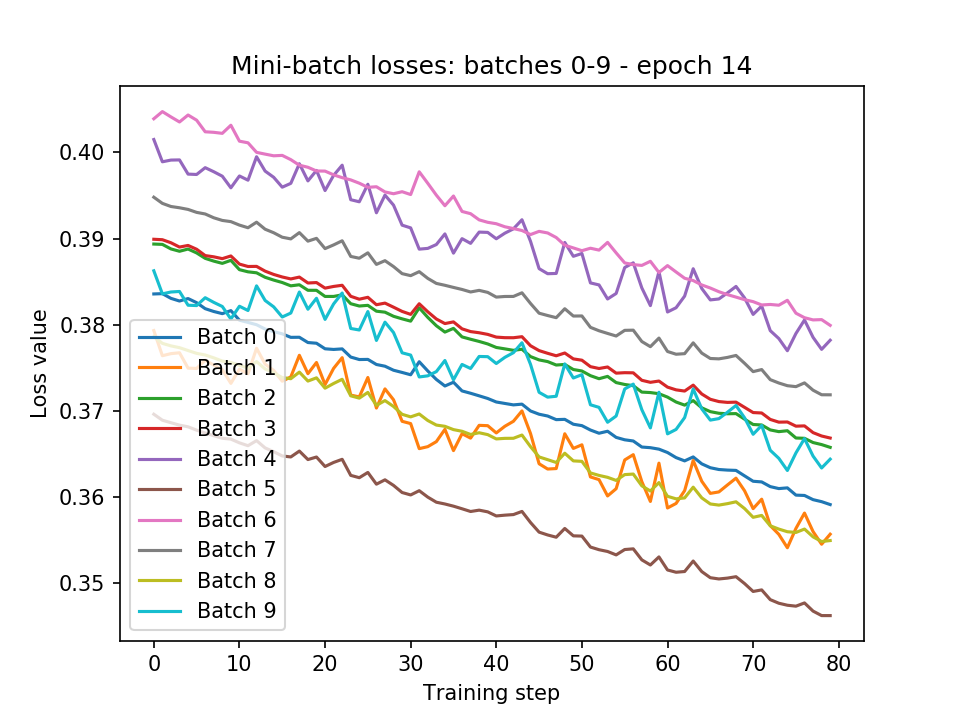 Mini-batch losses: batches 0-9 - epoch 14
Loss value
0.40
0.39
0.38
0.37
0.36
0.35
Batch 0
Batch 1
Batch 2
Batch 3
Batch 4
Batch 5
Batch 6
Batch 7
Batch 8
Batch 9
0 10 20 30 40 50 60 70 80
Training step